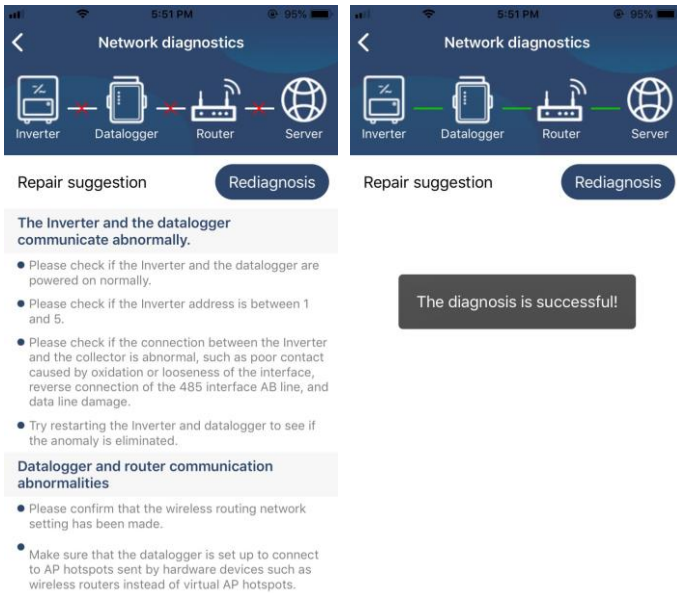 5:51 PM
95%
Network diagnostics
Inverter
Datalogger
Router
Server
Repair suggestion
Rediagnosis
The Inverter and the datalogger
communicate abnormally.
Please check if the Inverter and the datalogger are
powered on normally.
Please check if the Inverter address is between 1
and 5.
Please check if the connection between the Inverter
and the collector is abnormal, such as poor contact
caused by oxidation or looseness of the interface,
reverse connection of the 485 interface AB line, and
data line damage.
Try restarting the Inverter and datalogger to see if
the anomaly is eliminated.
Datalogger and router communication
abnormalities
Please confirm that the wireless routing network
setting has been made.
Make sure that the datalogger is set up to connect
to AP hotspots sent by hardware devices such as
wireless routers instead of virtual AP hotspots.
5:51 PM
95%
Network diagnostics
Inverter
Datalogger
Router
Server
Repair suggestion
Rediagnosis
The diagnosis is successful!